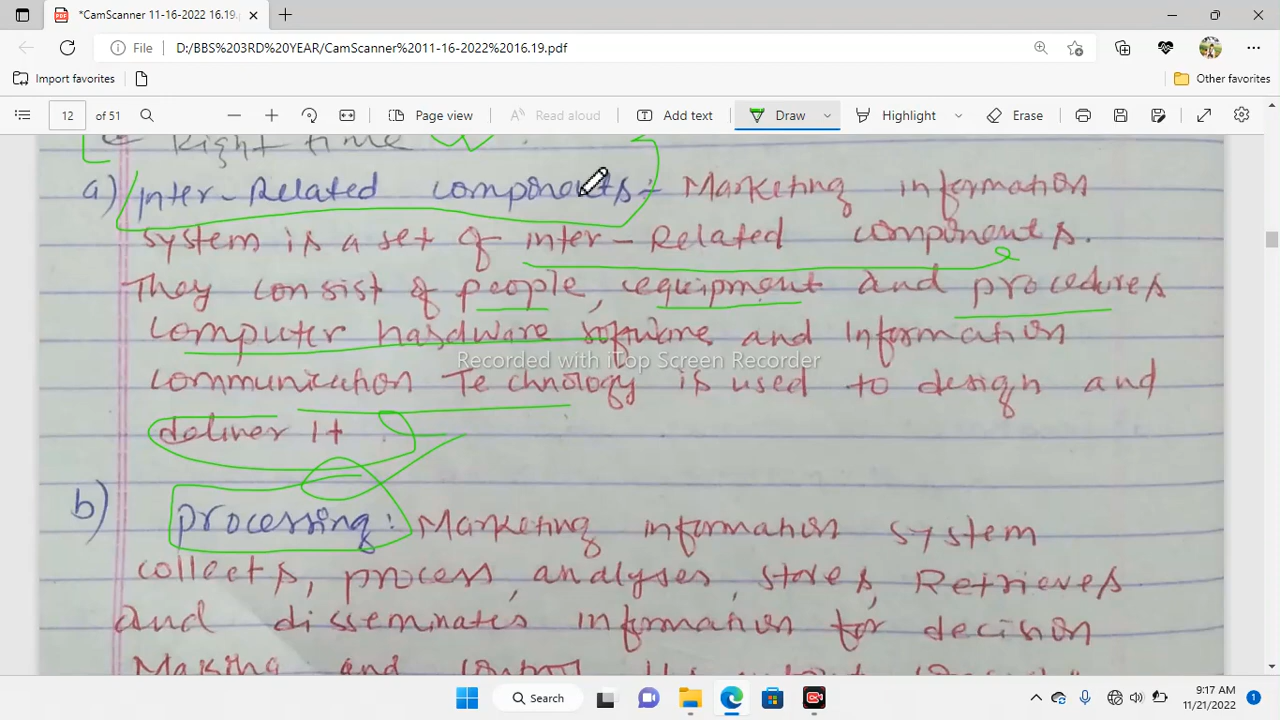 *CamScanner 11-16-2022 16.19.p
File D:/BBS%203RD%20YEAR/CamScanner%2011-16-2022%2016.19.pdf
Import favorites
Other favorites
12 of 51
Page view
Read aloud
Add text
Draw
Highlight
Erase
Right time
a) Inter-Related components:- Marketing information
system is a set of inter-Related components.
They consist of people, equipment and procedures
computer hardware software and Information
communication Technology is used to design and
deliver it
Recorded with iTop Screen Recorder
b) processing: Marketing information system
collects, process, analyses, stores, Retrieves
And disseminates information for decision
Making and control
Search
9:17 AM
11/21/2022
1